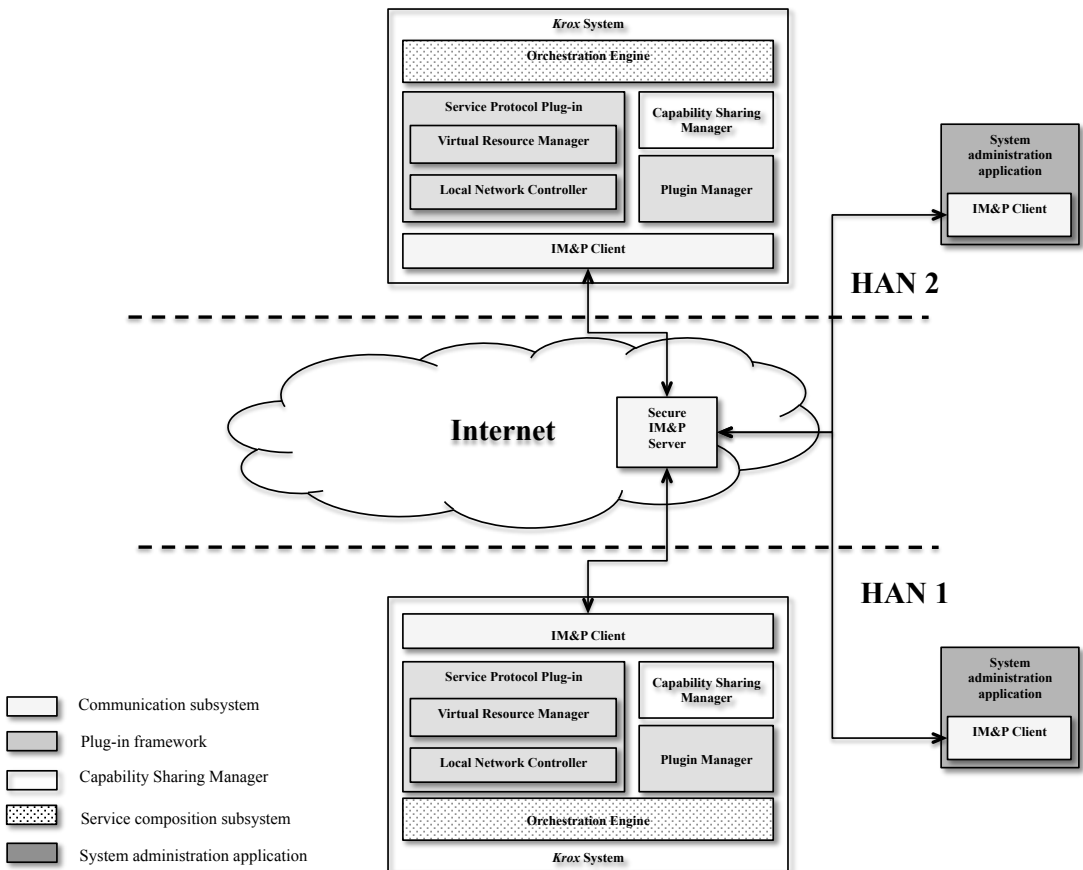 Krox System
Orchestration Engine
Service Protocol Plug-in
Virtual Resource Manager
Local Network Controller
Capability Sharing
Manager
Plugin Manager
IM&P Client
System
administration
application
IM&P Client
HAN 2
Internet
Secure
IM&P
Server
HAN 1
IM&P Client
Service Protocol Plug-in
Virtual Resource Manager
Local Network Controller
Capability Sharing
Manager
Plugin Manager
Orchestration Engine
Krox System
System
administration
application
IM&P Client
Communication subsystem
Plug-in framework
Capability Sharing Manager
Service composition subsystem
System administration application